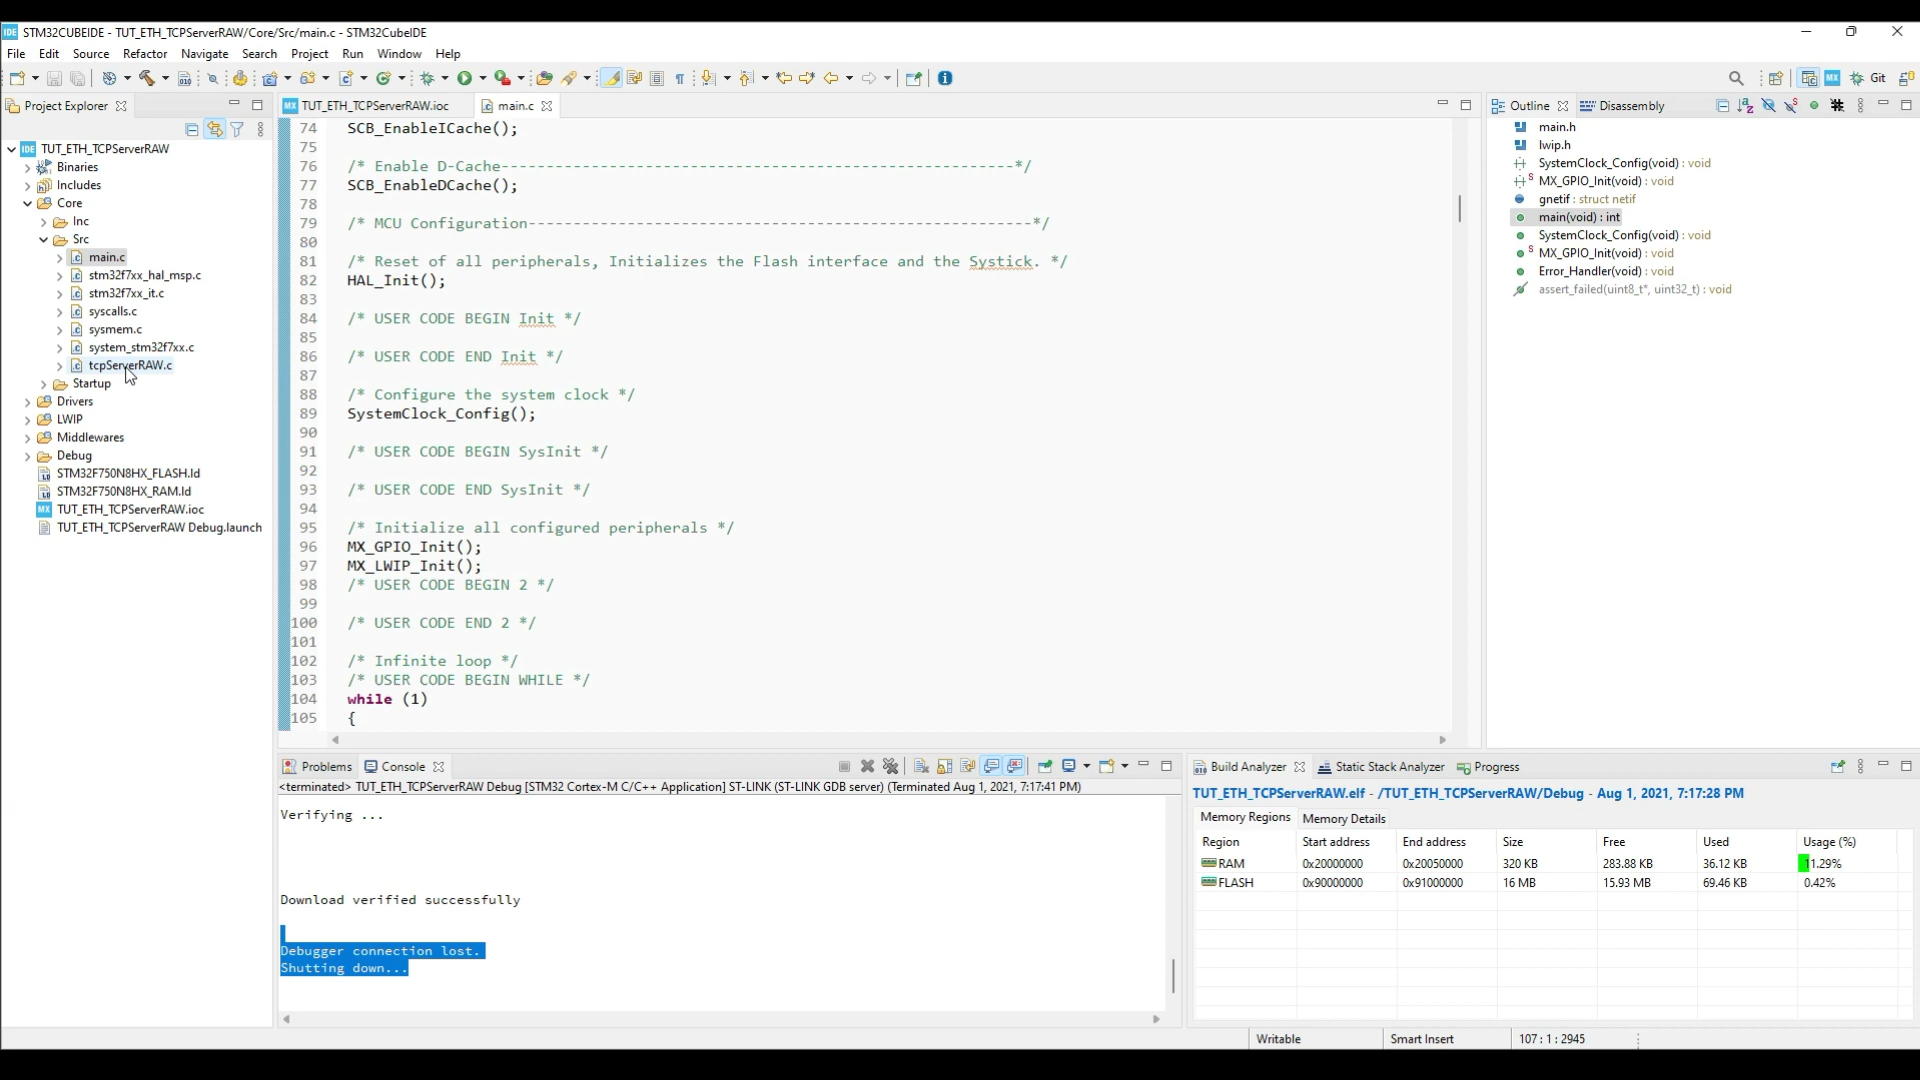 IDE STM32CUBEIDE - TUT_ETH_TCPServerRAW/Core/Src/main.c - STM32CubeIDE
File Edit Source Refactor Navigate Search Project Run Window Help
Git
Project Explorer
IDE TUT_ETH_TCPServerRAW
Binaries
Includes
Core
Inc
Src
main.c
stm32f7xx_hal_msp.c
stm32f7xx_it.c
syscalls.c
sysmem.c
system_stm32f7xx.c
tcpServerRAW.c
Startup
Drivers
LWIP
Middlewares
Debug
STM32F750N8HX_FLASH.ld
STM32F750N8HX_RAM.ld
MX TUT_ETH_TCPServerRAW.ioc
TUT_ETH_TCPServerRAW Debug.launch
MX TUT_ETH_TCPServerRAW.ioc main.c
74 SCB_EnableICache();
75
76 /* Enable D-Cache---------------------------------------------------------*/
77 SCB_EnableDCache();
78
79 /* MCU Configuration--------------------------------------------------------*/
80
81 /* Reset of all peripherals, Initializes the Flash interface and the Systick. */
82 HAL_Init();
83
84 /* USER CODE BEGIN Init */
85
86 /* USER CODE END Init */
87
88 /* Configure the system clock */
89 SystemClock_Config();
90
91 /* USER CODE BEGIN SysInit */
92
93 /* USER CODE END SysInit */
94
95 /* Initialize all configured peripherals */
96 MX_GPIO_Init();
97 MX_LWIP_Init();
98 /* USER CODE BEGIN 2 */
99
100 /* USER CODE END 2 */
101
102 /* Infinite loop */
103 /* USER CODE BEGIN WHILE */
104 while (1)
105 {
Outline Disassembly
main.h
lwip.h
SystemClock_Config(void) : void
MX_GPIO_Init(void) : void
gnetif : struct netif
main(void) : int
SystemClock_Config(void) : void
MX_GPIO_Init(void) : void
Error_Handler(void) : void
assert_failed(uint8_t*, uint32_t) : void
Problems Console
<terminated> TUT_ETH_TCPServerRAW Debug [STM32 Cortex-M C/C++ Application] ST-LINK (ST-LINK GDB server) (Terminated Aug 1, 2021, 7:17:41 PM)
Verifying ...
Download verified successfully
Debugger connection lost.
Shutting down...
Build Analyzer Static Stack Analyzer Progress
TUT_ETH_TCPServerRAW.elf - /TUT_ETH_TCPServerRAW/Debug - Aug 1, 2021, 7:17:28 PM
Memory Regions Memory Details
Region Start address End address Size Free Used Usage (%)
RAM 0x20000000 0x20050000 320 KB 283.88 KB 36.12 KB 11.29%
FLASH 0x90000000 0x91000000 16 MB 15.93 MB 69.46 KB 0.42%
Writable Smart Insert 107 : 1 : 2945